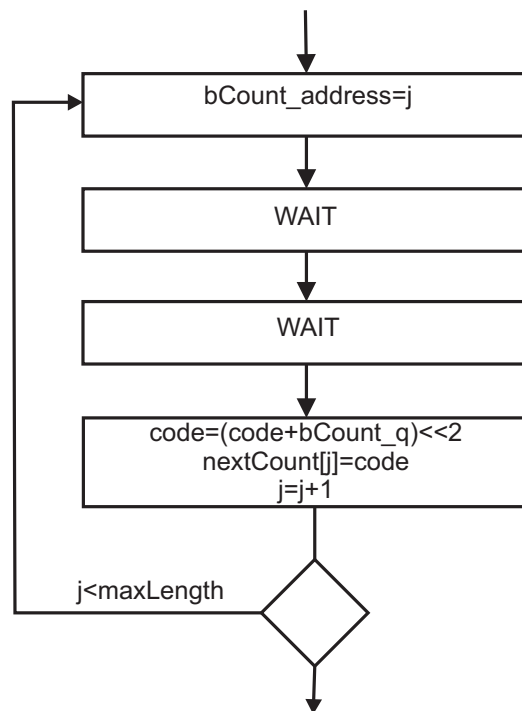 bCount_address=j
WAIT
WAIT
code=(code+bCount_q)<<2
nextCount[j]=code
j=j+1
j<maxLength